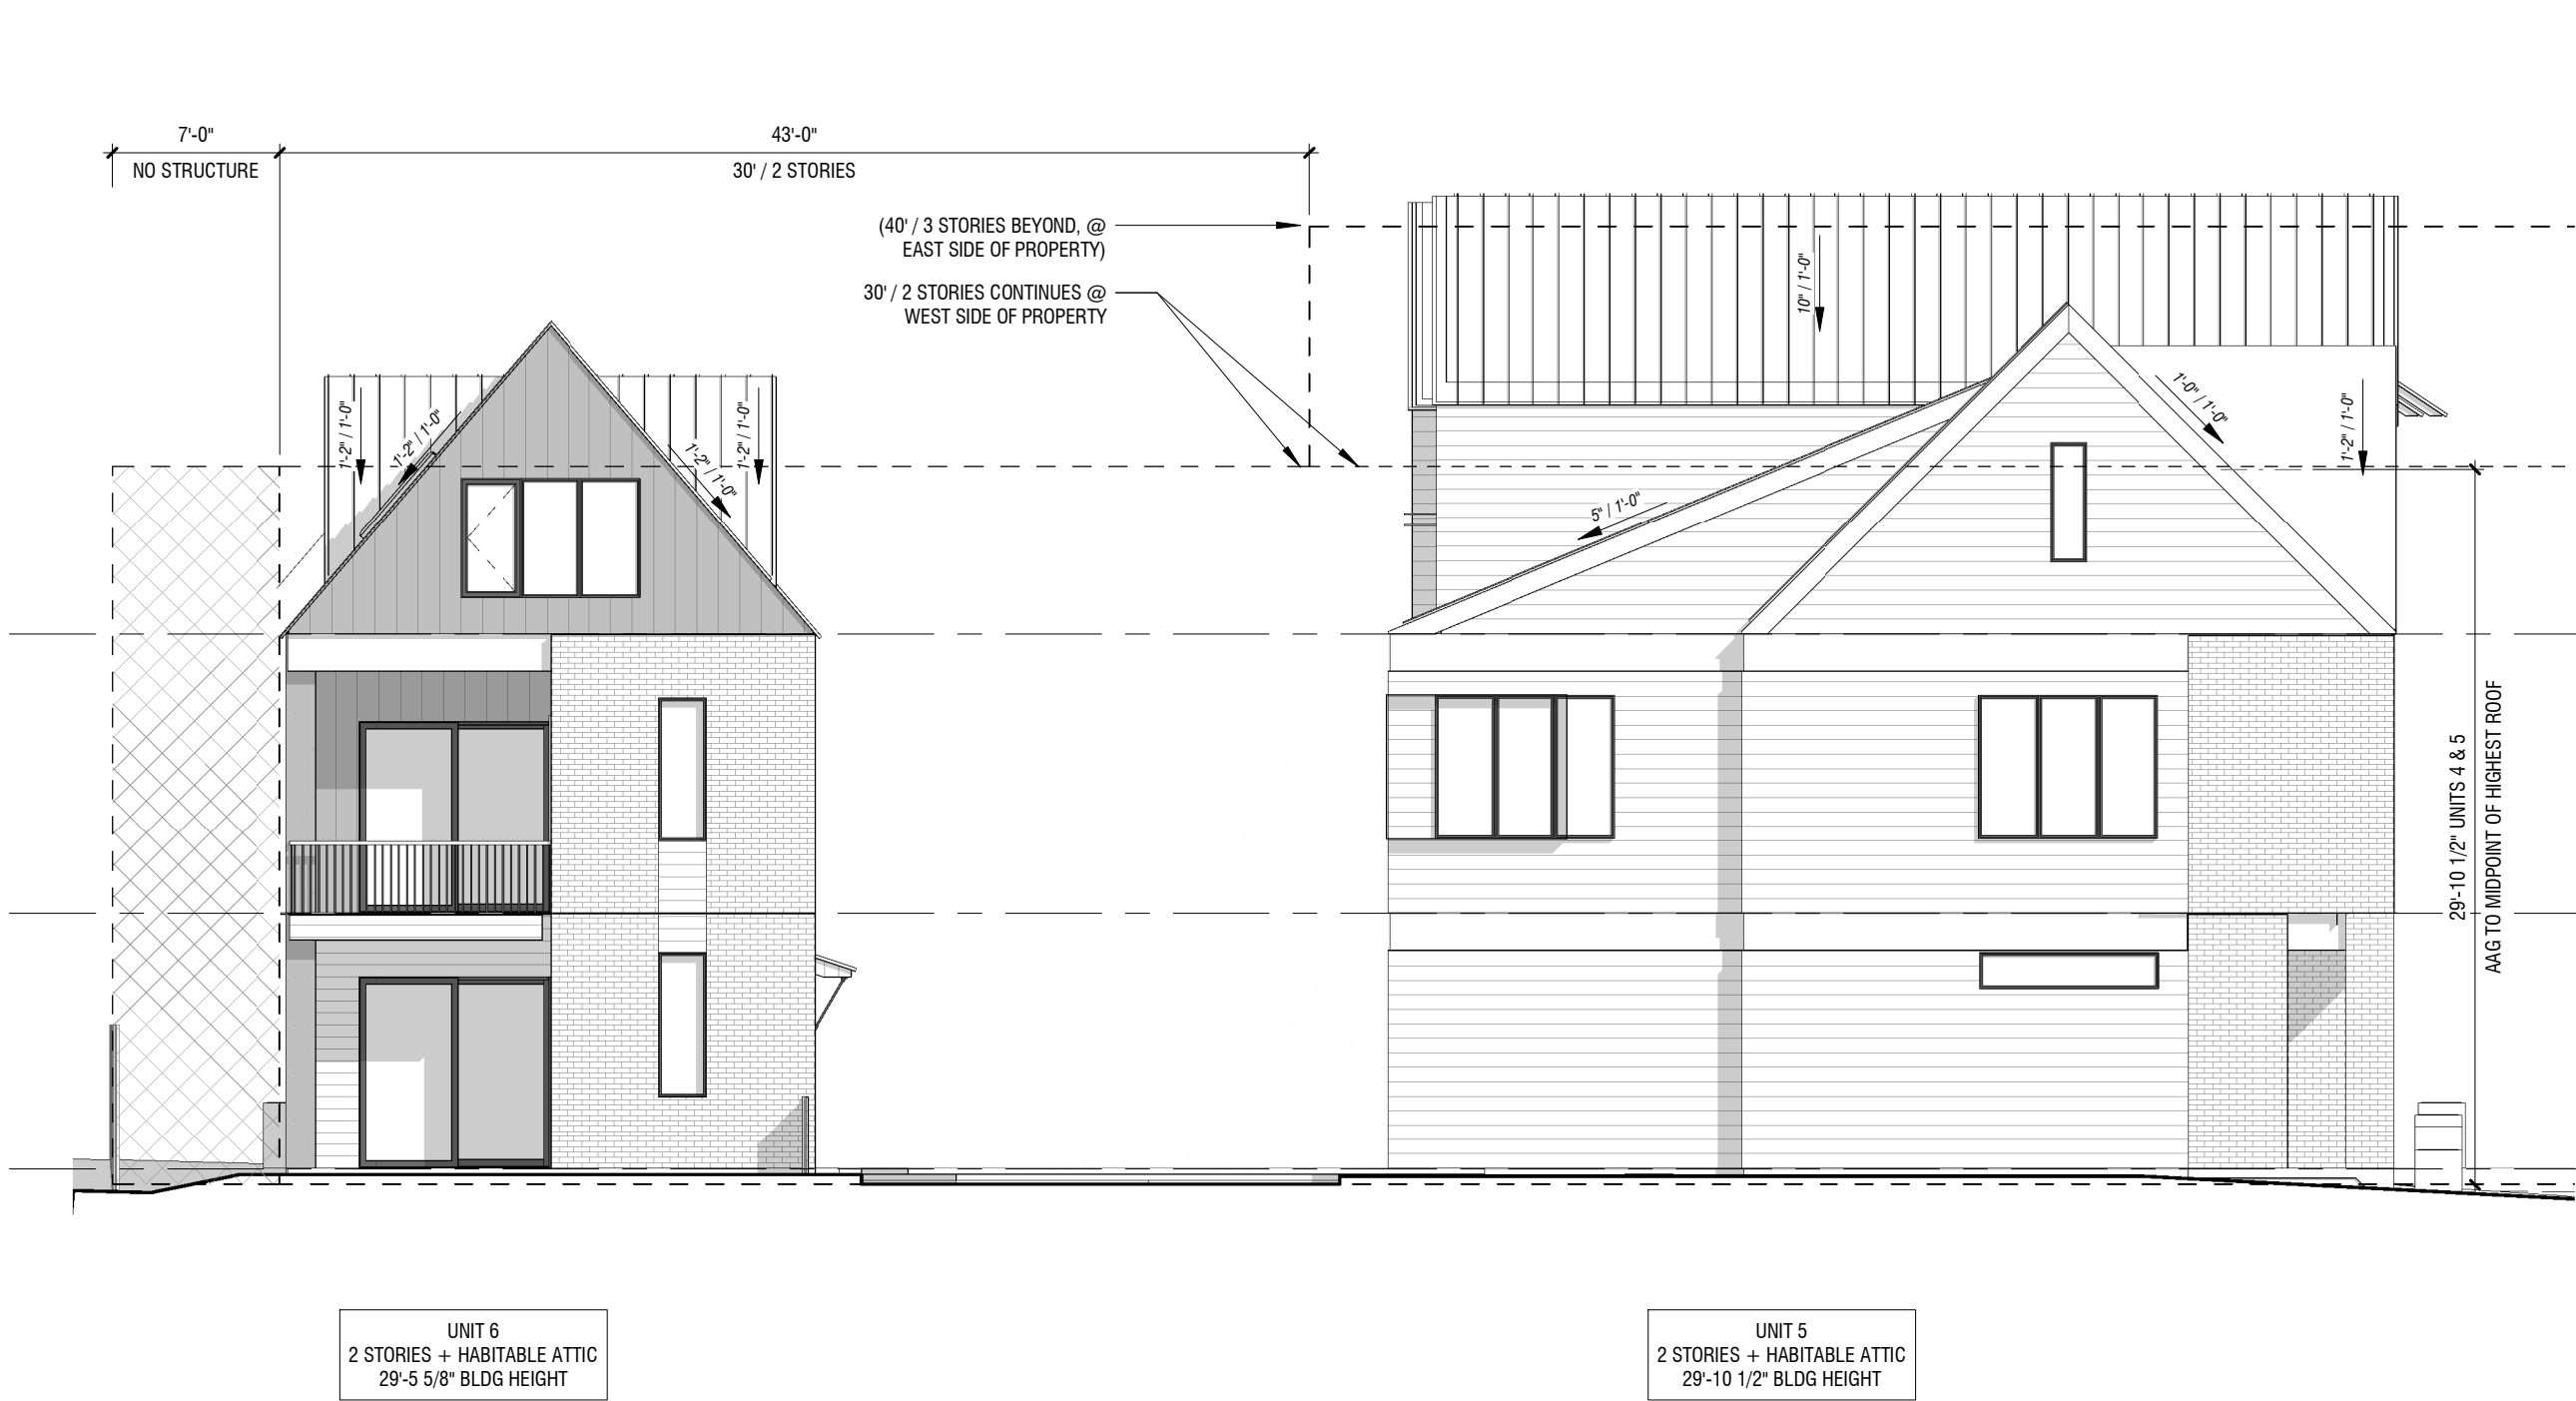 7'-0"
43'-0"
NO STRUCTURE
30' / 2 STORIES
(40' / 3 STORIES BEYOND, @
EAST SIDE OF PROPERTY)
30' / 2 STORIES CONTINUES @
WEST SIDE OF PROPERTY
10" / 1'-0"
1'-2" / 1'-0"
1'-2" / 1'-0"
1'-2" / 1'-0"
1'-2" / 1'-0"
5" / 1'-0"
1'-0" / 1'-0"
1'-2" / 1'-0"
29'-10 1/2" UNITS 4 & 5
AAG TO MIDPOINT OF HIGHEST ROOF
UNIT 6
2 STORIES + HABITABLE ATTIC
29'-5 5/8" BLDG HEIGHT
UNIT 5
2 STORIES + HABITABLE ATTIC
29'-10 1/2" BLDG HEIGHT